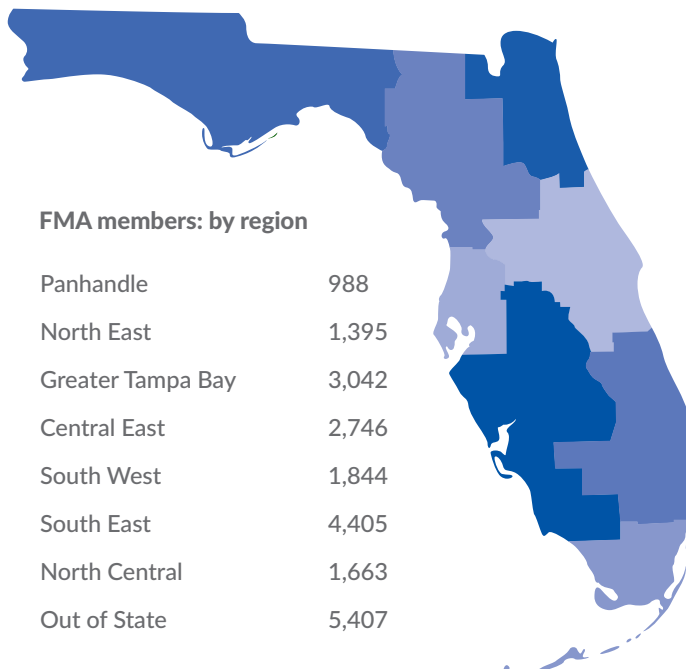 FMA members: by region
Panhandle 988
North East 1,395
Greater Tampa Bay 3,042
Central East 2,746
South West 1,844
South East 4,405
North Central 1,663
Out of State 5,407